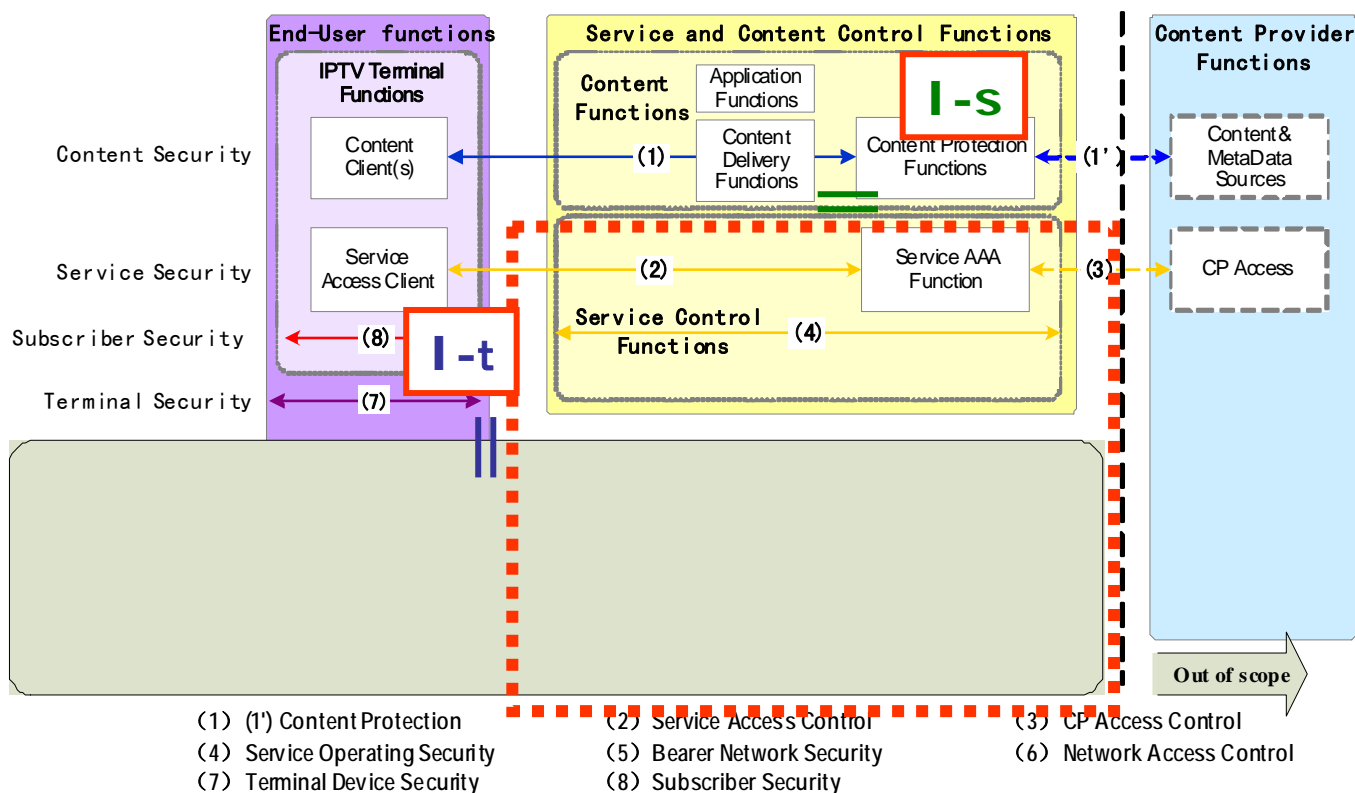 End-User functions
Service and Content Control Functions
Content Provider
Functions
IPTV Terminal
Functions
Content
Functions
Application
Functions
I-s
Content Security
Content
Client(s)
(1)
Content
Delivery
Functions
Content Protection
Functions
(1')
Content &
MetaData
Sources
Service Security
Service
Access Client
(2)
Service AAA
Function
(3)
CP Access
Subscriber Security
(8)
I-t
Service Control
Functions
(4)
Terminal Security
(7)
Out of scope
(1) (1') Content Protection
(2) Service Access Control
(3) CP Access Control
(4) Service Operating Security
(5) Bearer Network Security
(6) Network Access Control
(7) Terminal Device Security
(8) Subscriber Security